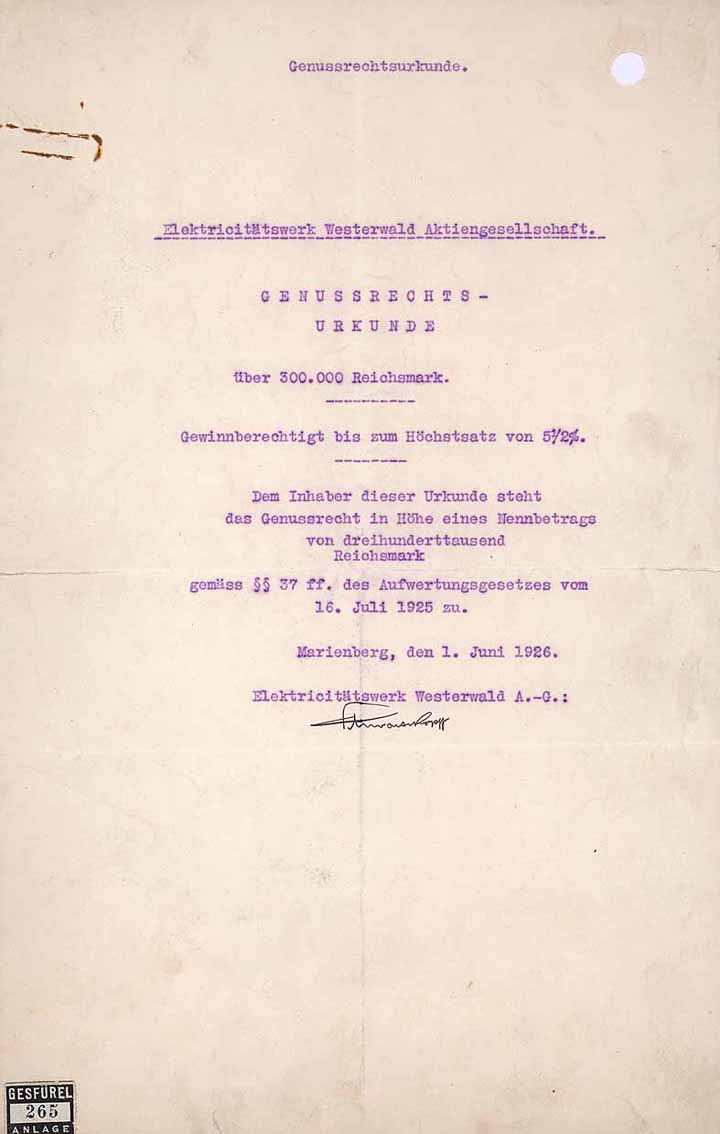 Genussrechtsurkunde.
Elektricitätswerk Westerwald Aktiengesellschaft.
GENUSSRECHTS-
URKUNDE
über 300.000 Reichsmark.
Gewinnberechtigt bis zum Höchstsatz von 5½%.
Dem Inhaber dieser Urkunde steht
das Genussrecht in Höhe eines Nennbetrags
von dreihunderttausend
Reichsmark
gemäss §§ 37 ff. des Aufwertungsgesetzes vom
16. Juli 1925 zu.
Marienberg, den 1. Juni 1926.
Elektricitätswerk Westerwald A.-G.:
GESFÜREL
265
ANLAGE